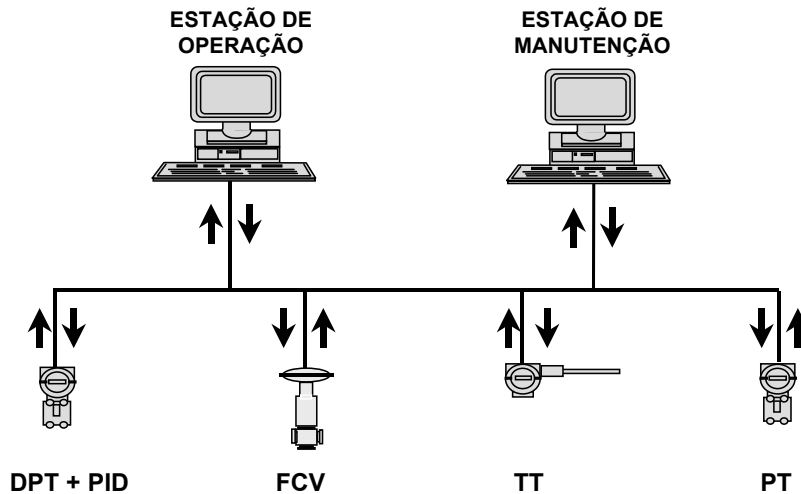 ESTAÇÃO DE
OPERAÇÃO
ESTAÇÃO DE
MANUTENÇÃO
DPT + PID
FCV
TT
PT